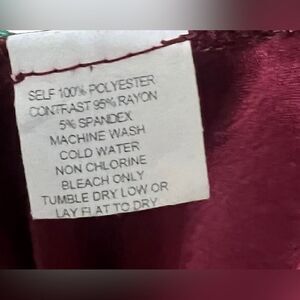 SELF 100% POLYESTER
CONTRAST 95% RAYON
5% SPANDEX
MACHINE WASH
COLD WATER
NON CHLORINE
BLEACH ONLY
TUMBLE DRY LOW OR
LAY FLAT TO DRY